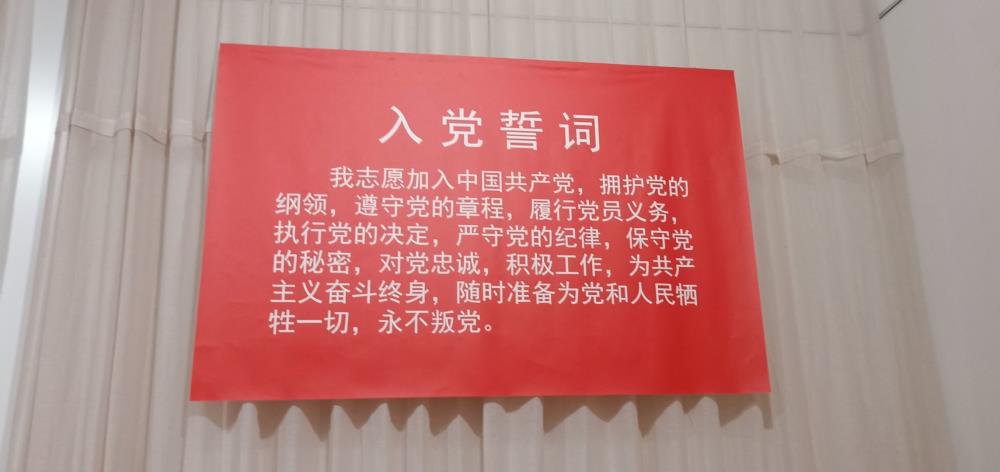 入党誓词
我志愿加入中国共产党，拥护党的
纲领，遵守党的章程，履行党员义务，
执行党的决定，严守党的纪律，保守党
的秘密，对党忠诚，积极工作，为共产
主义奋斗终身，随时准备为党和人民牺
牲一切，永不叛党。